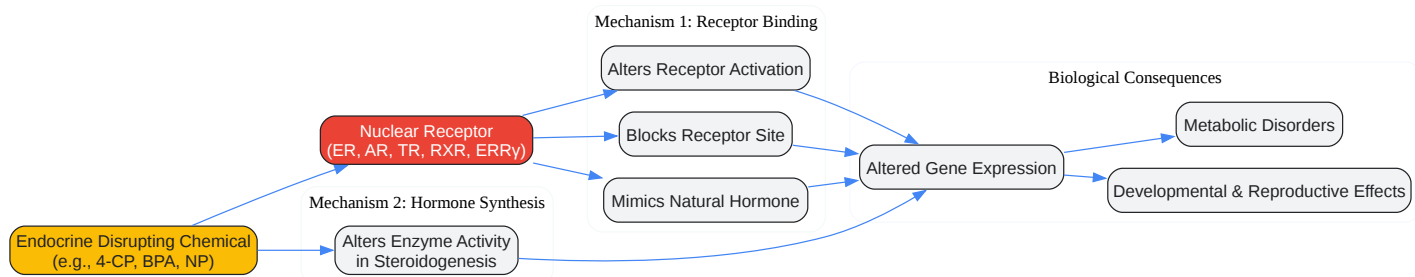 Mechanism 1: Receptor Binding
Alters Receptor Activation
Blocks Receptor Site
Mimics Natural Hormone
Nuclear Receptor
(ER, AR, TR, RXR, ERRγ)
Mechanism 2: Hormone Synthesis
Alters Enzyme Activity
in Steroidogenesis
Endocrine Disrupting Chemical
(e.g., 4-CP, BPA, NP)
Biological Consequences
Altered Gene Expression
Metabolic Disorders
Developmental & Reproductive Effects